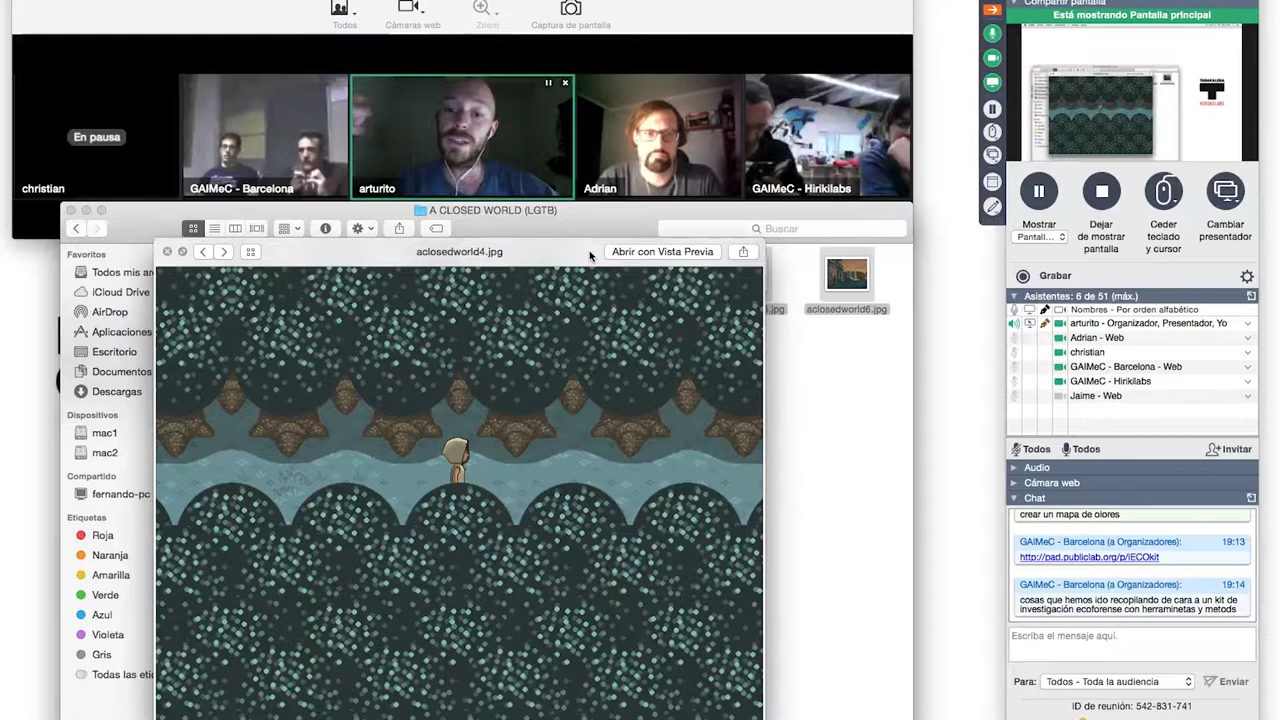 Compartir pantalla
Está mostrando Pantalla principal
Todos
Cámaras web
Zoom
Captura de pantalla
TABAKALERA
HIRIKILABS
En pausa
christian
GAIMeC - Barcelona
arturito
Adrian
GAIMeC - Hirikilabs
Mostrar
Pantall...
Dejar
de mostrar
pantalla
Ceder
teclado
y cursor
Cambiar
presentador
A CLOSED WORLD (LGTB)
Buscar
Favoritos
Todos mis ar
iCloud Drive
AirDrop
Aplicaciones
Escritorio
Documentos
Descargas
Dispositivos
mac1
mac2
Compartido
fernando-pc
Etiquetas
Roja
Naranja
Amarilla
Verde
Azul
Violeta
Gris
Todas las eti
aclosedworld4.jpg
Abrir con Vista Previa
.jpg
aclosedworld6.jpg
Grabar
Asistentes: 6 de 51 (máx.)
Nombres - Por orden alfabético
arturito - Organizador, Presentador, Yo
Adrian - Web
christian
GAIMeC - Barcelona - Web
GAIMeC - Hirikilabs
Jaime - Web
Todos
Todos
Invitar
Audio
Cámara web
Chat
crear un mapa de olores
GAIMeC - Barcelona (a Organizadores): 19:13
http://pad.publiclab.org/p/iECOkit
GAIMeC - Barcelona (a Organizadores): 19:14
cosas que hemos ido recopilando de cara a un kit de
investigación ecoforense con herraminetas y metods
Escriba el mensaje aquí.
Para: Todos - Toda la audiencia Enviar
ID de reunión: 542-831-741